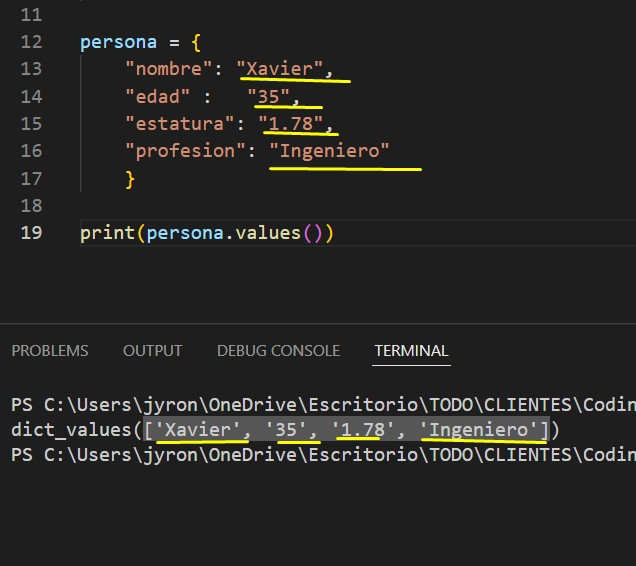 11
12 persona = {
13 "nombre": "Xavier",
14 "edad" : "35",
15 "estatura": "1.78",
16 "profesion": "Ingeniero"
17 }
18
19 print(persona.values())
PROBLEMS OUTPUT DEBUG CONSOLE TERMINAL
PS C:\Users\jyron\OneDrive\Escritorio\TODO\CLIENTES\Codin
dict_values(['Xavier', '35', '1.78', 'Ingeniero'])
PS C:\Users\jyron\OneDrive\Escritorio\TODO\CLIENTES\Codin